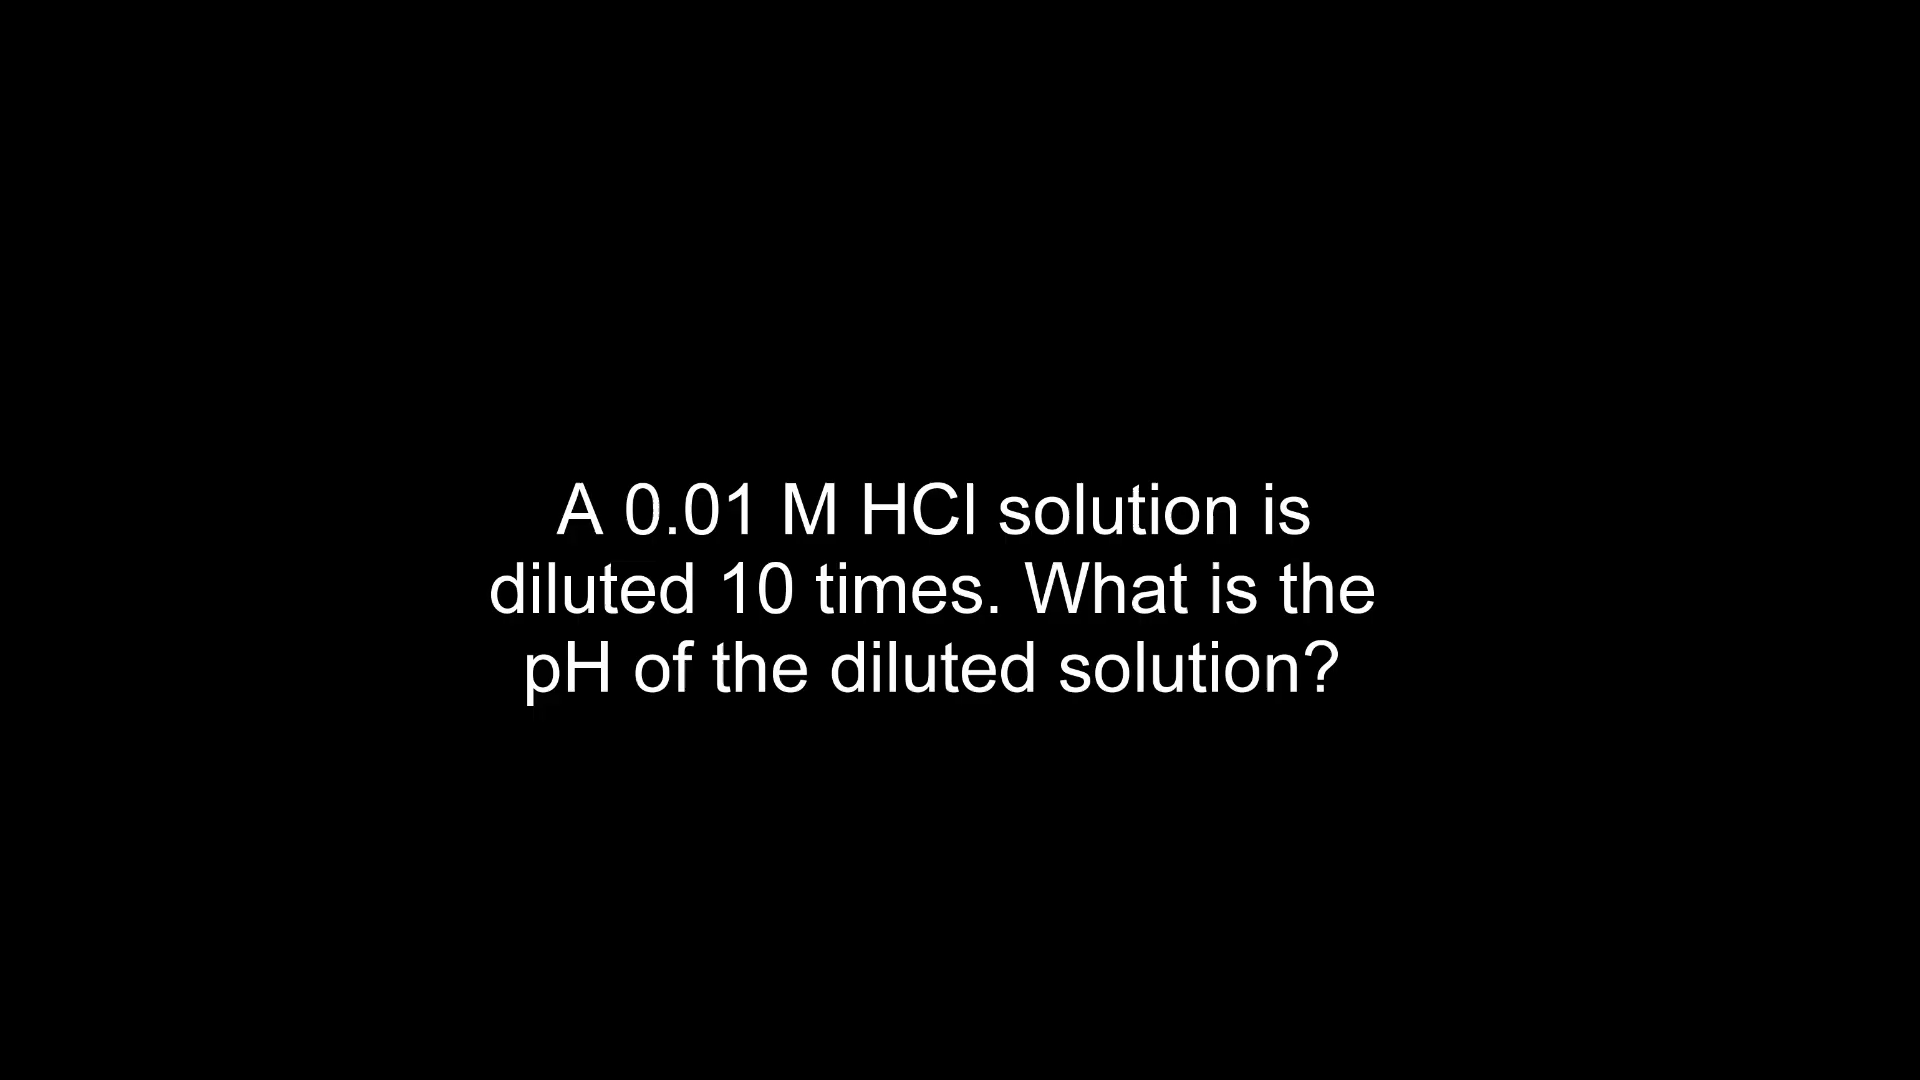 A 0.01 M HCl solution is
diluted 10 times. What is the
pH of the diluted solution?